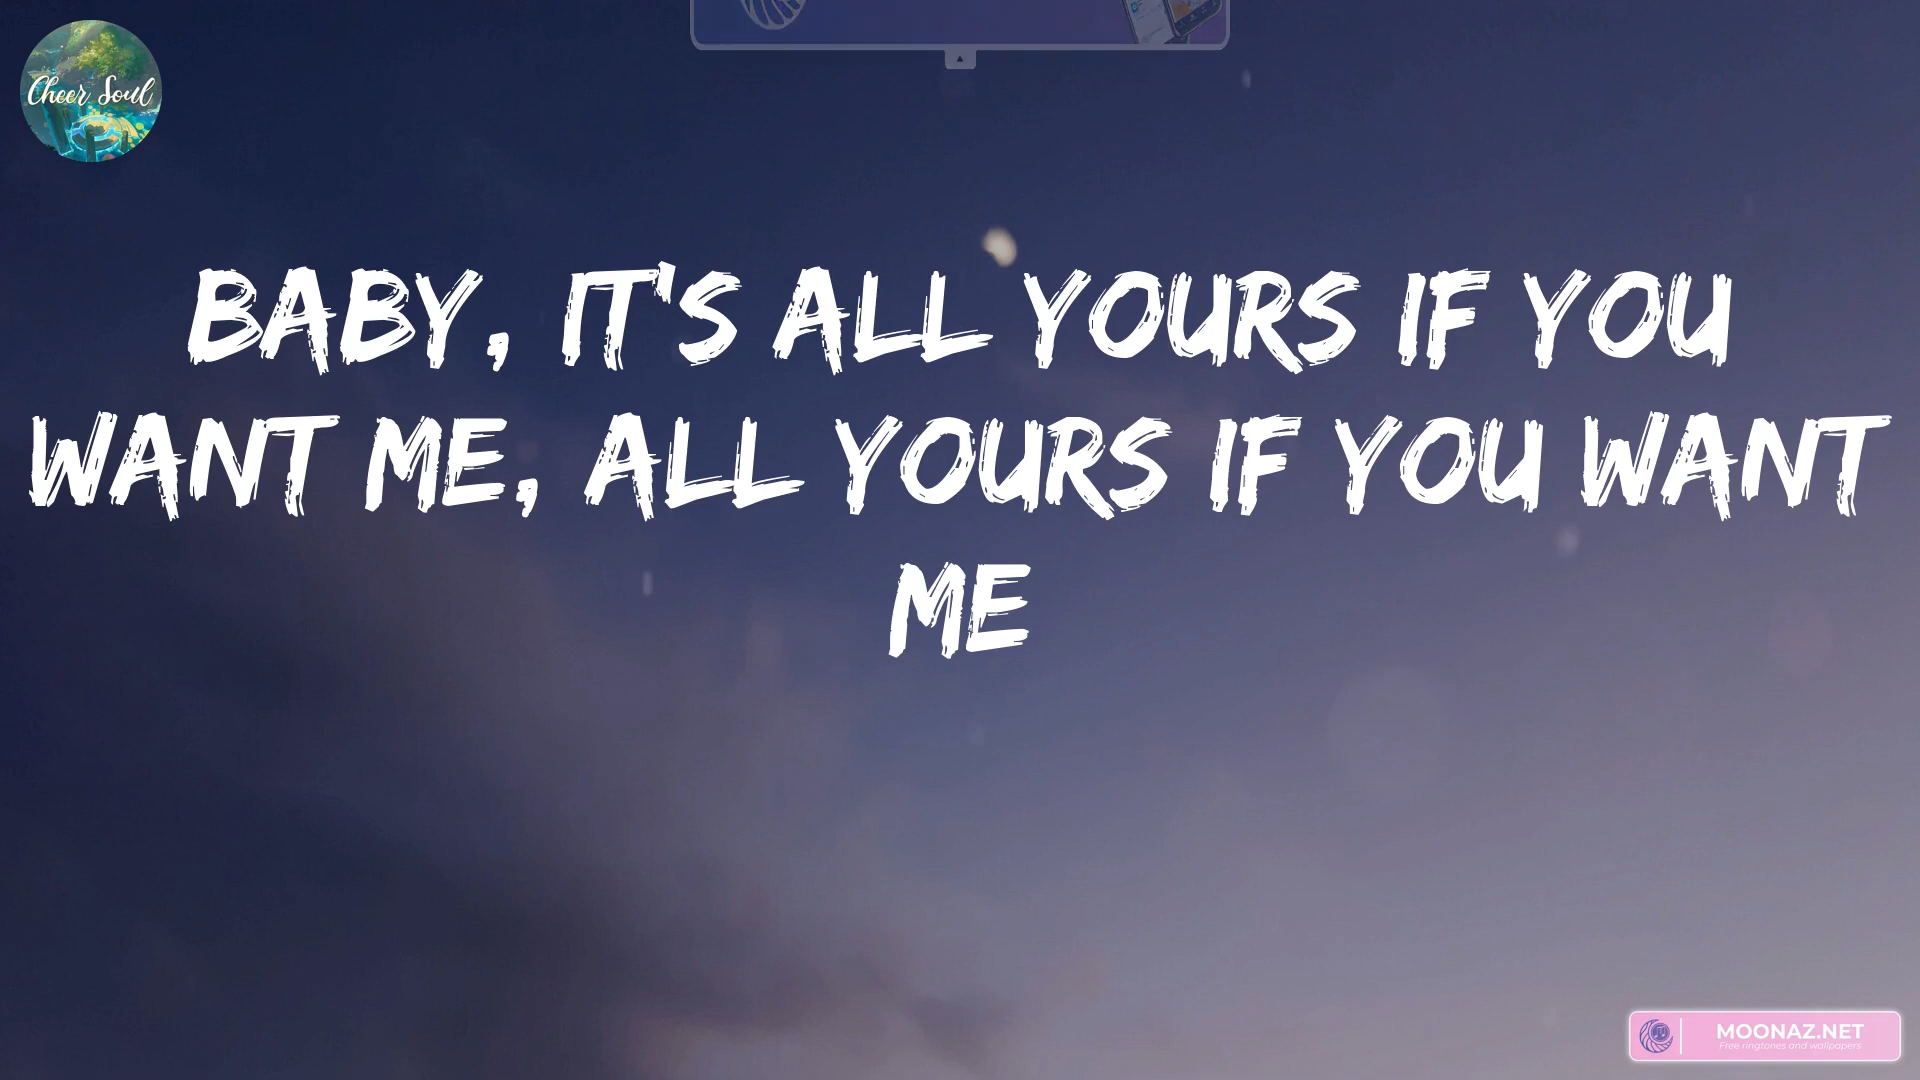 Cheer Soul
BABY, IT'S ALL YOURS IF YOU
WANT ME, ALL YOURS IF YOU WANT
ME
MOONAZ.NET
Free ringtones and wallpapers